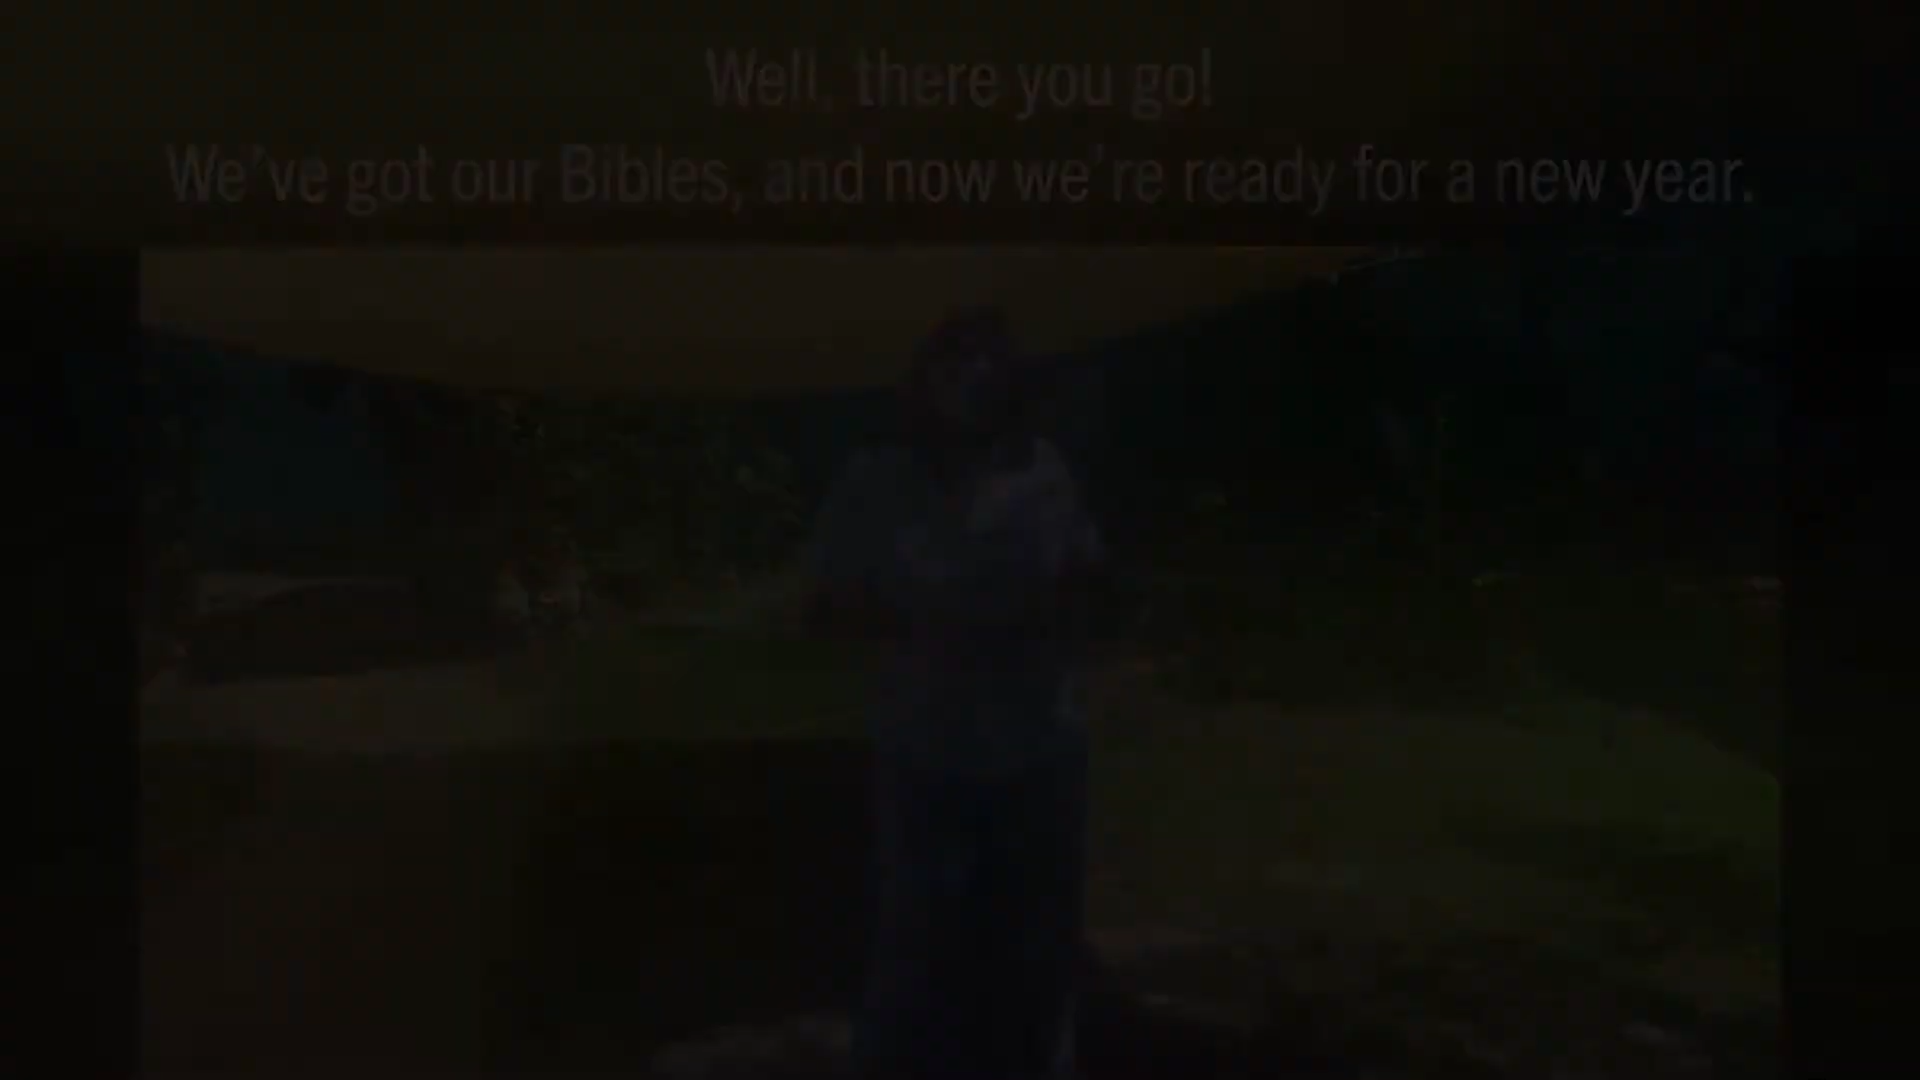 Well, there you go!
We've got our Bibles, and now we're ready for a new year.